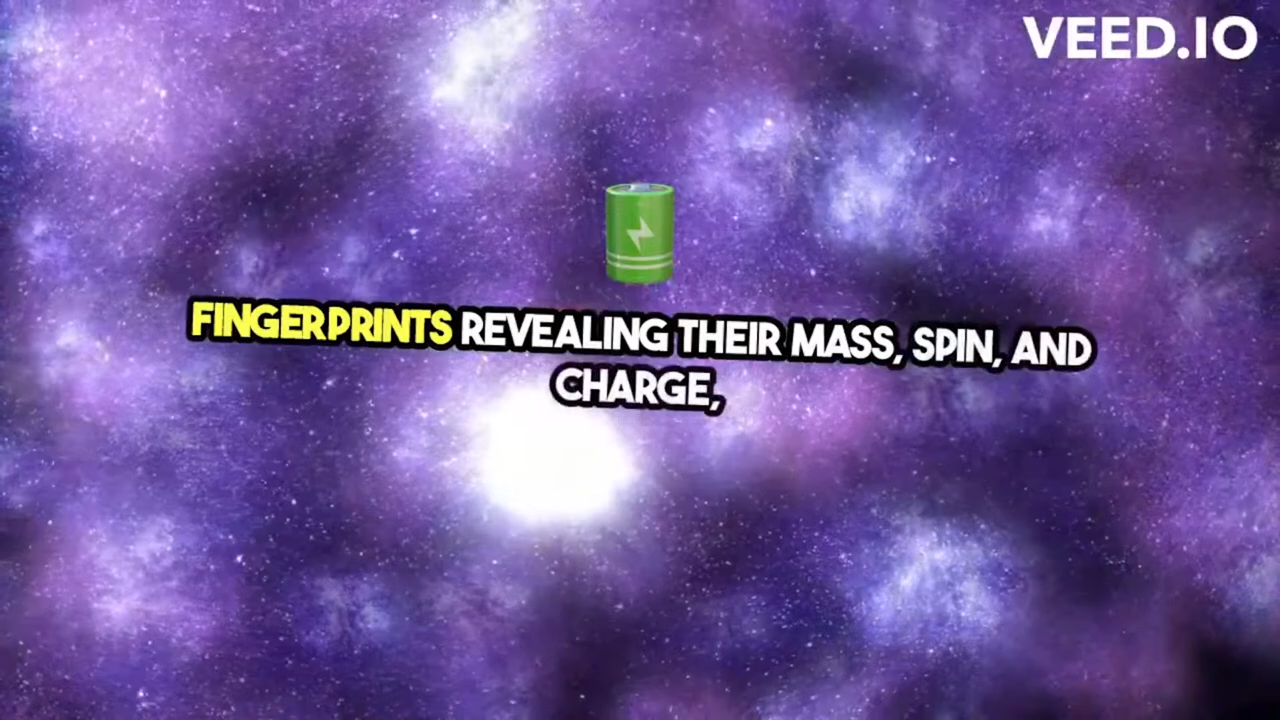 VEED.IO
FINGERPRINTS REVEALING THEIR MASS, SPIN, AND
CHARGE,